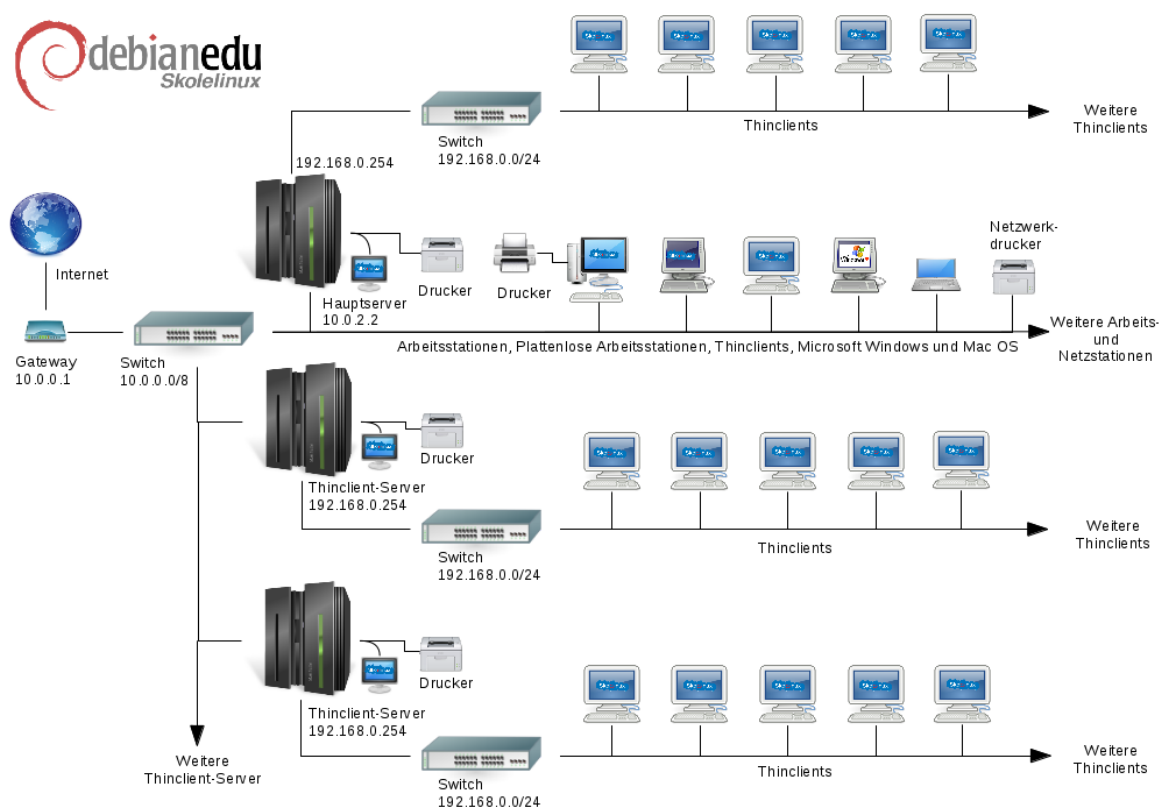 debianedu
Skolelinux
Switch
192.168.0.0/24
Thinclients
Weitere
Thinclients
192.168.0.254
Internet
Hauptserver
10.0.2.2
Drucker
Drucker
Netzwerk-
drucker
Gateway
10.0.0.1
Switch
10.0.0.0/8
Arbeitsstationen, Plattenlose Arbeitsstationen, Thinclients, Microsoft Windows und Mac OS
Weitere Arbeits-
und
Netzstationen
Drucker
Thinclient-Server
192.168.0.254
Switch
192.168.0.0/24
Thinclients
Weitere
Thinclients
Drucker
Thinclient-Server
192.168.0.254
Weitere
Thinclient-Server
Switch
192.168.0.0/24
Thinclients
Weitere
Thinclients